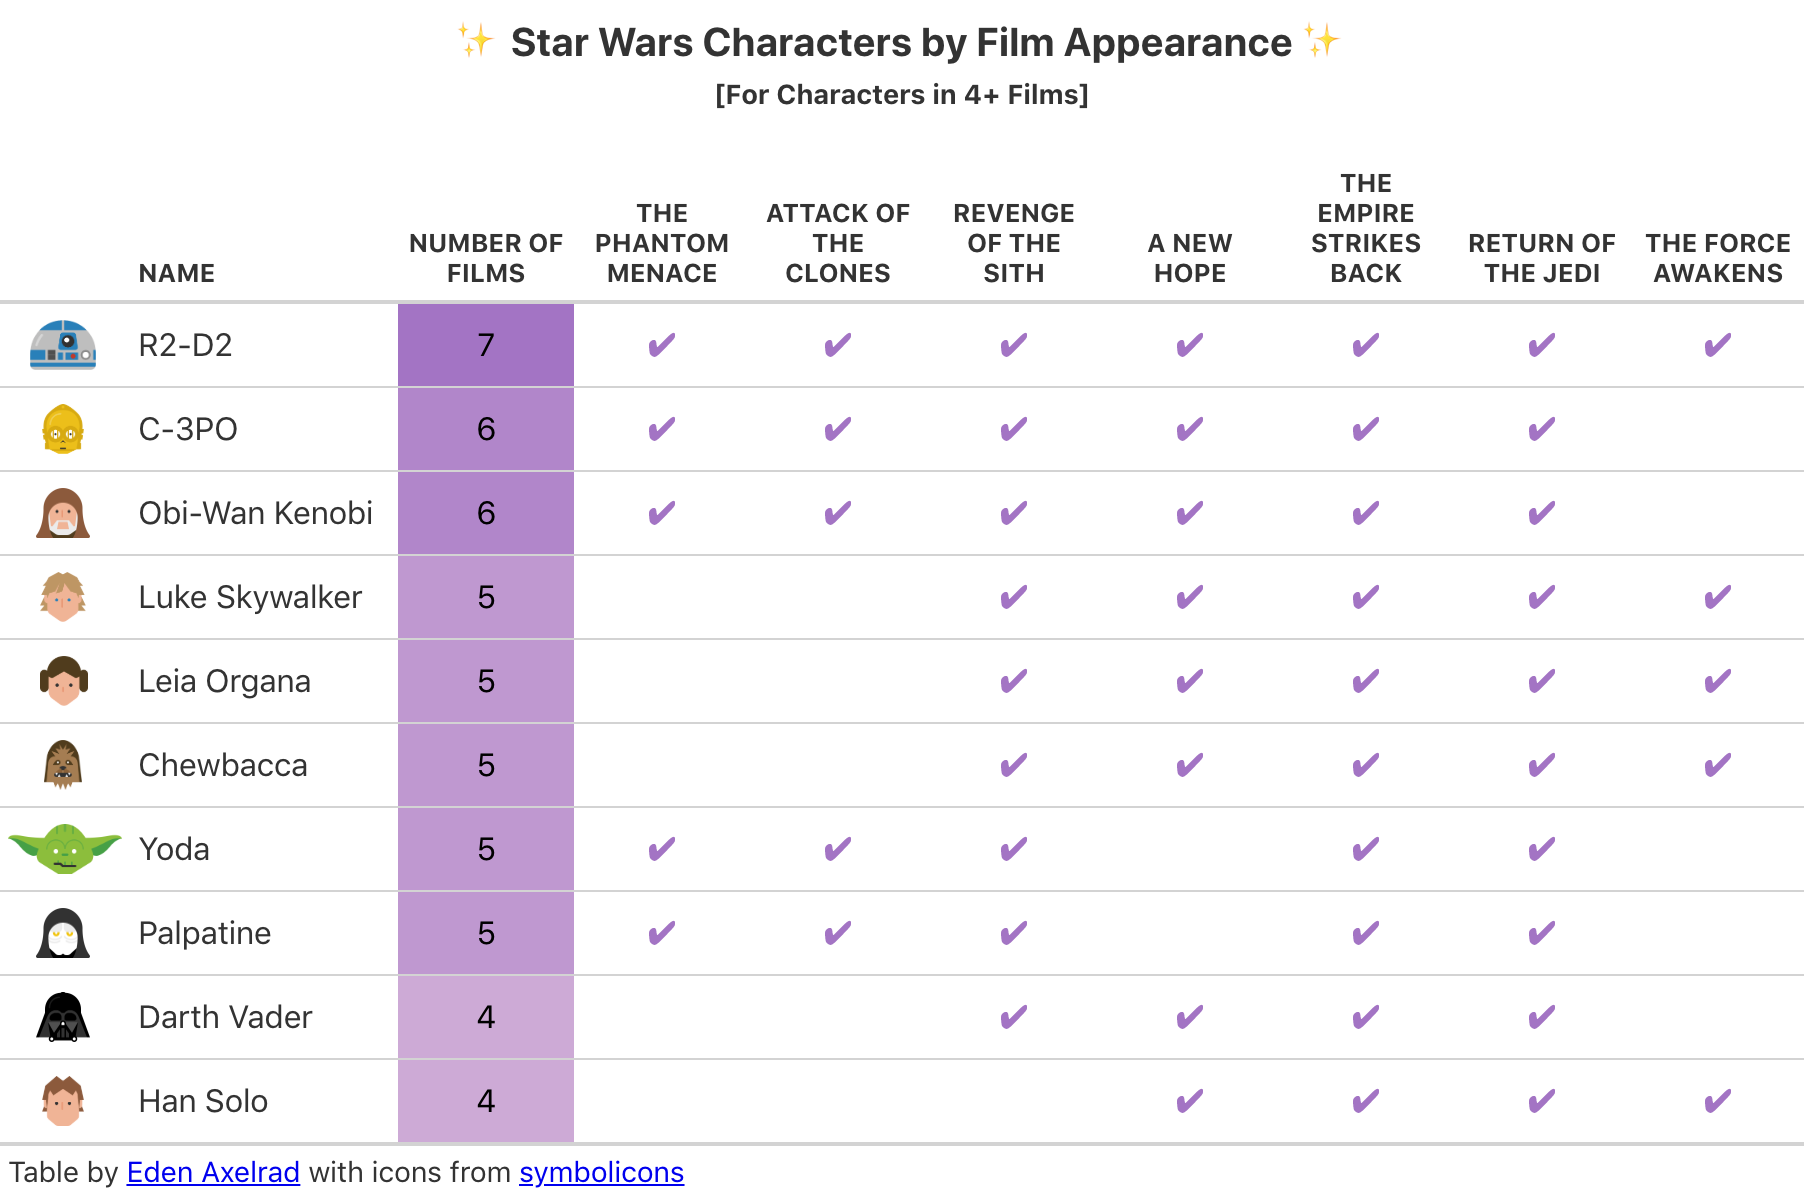 ✨ Star Wars Characters by Film Appearance ✨
[For Characters in 4+ Films]
NAME NUMBER OF FILMS THE PHANTOM MENACE ATTACK OF THE CLONES REVENGE OF THE SITH A NEW HOPE THE EMPIRE STRIKES BACK RETURN OF THE JEDI THE FORCE AWAKENS
R2-D2 7 ✔ ✔ ✔ ✔ ✔ ✔ ✔
C-3PO 6 ✔ ✔ ✔ ✔ ✔ ✔
Obi-Wan Kenobi 6 ✔ ✔ ✔ ✔ ✔ ✔
Luke Skywalker 5 ✔ ✔ ✔ ✔ ✔
Leia Organa 5 ✔ ✔ ✔ ✔ ✔
Chewbacca 5 ✔ ✔ ✔ ✔ ✔
Yoda 5 ✔ ✔ ✔ ✔ ✔
Palpatine 5 ✔ ✔ ✔ ✔ ✔
Darth Vader 4 ✔ ✔ ✔ ✔
Han Solo 4 ✔ ✔ ✔ ✔
Table by Eden Axelrad with icons from symbolicons